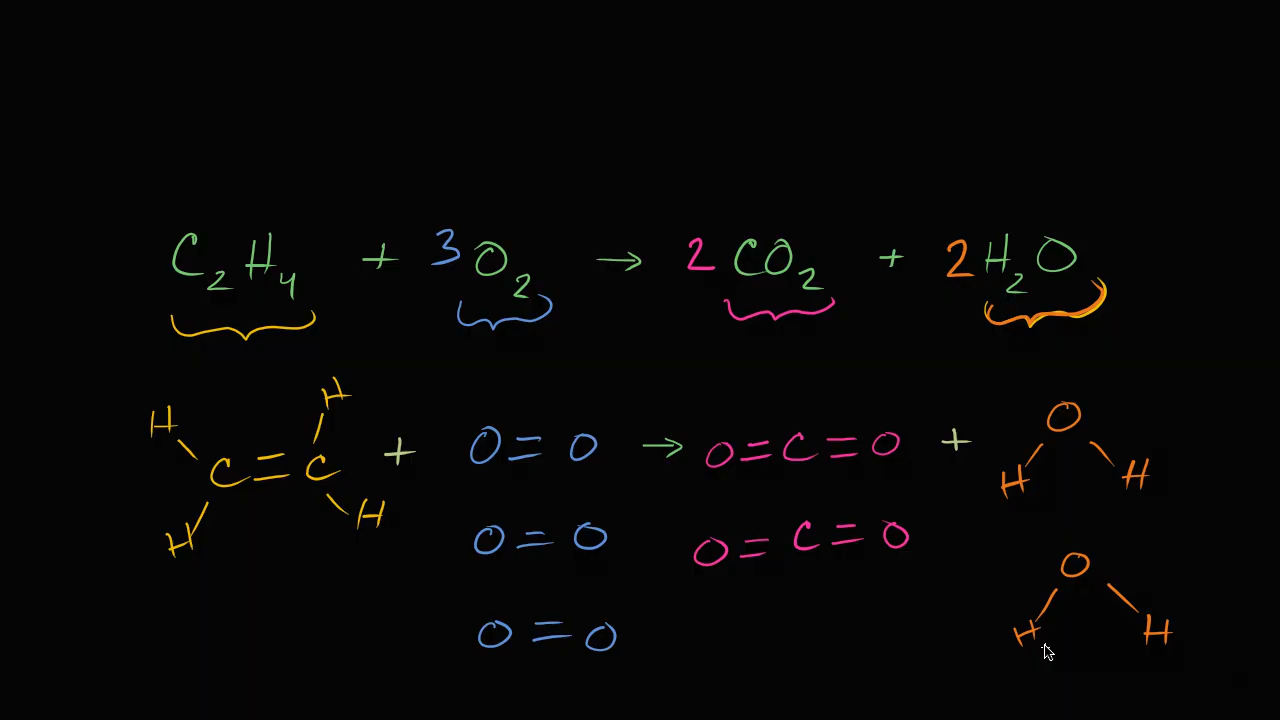 C₂H₄ + 3O₂ → 2CO₂ + 2H₂O
H H
C = C + O = O → O = C = O + O
H H H H
O = O O = C = O O
O = O H H